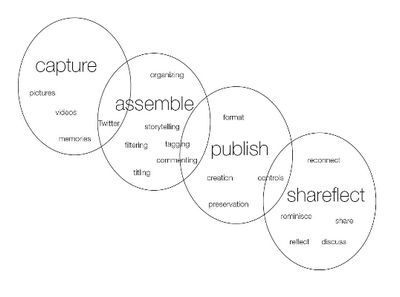 capture
pictures
videos
memories
organizing
assemble
Twitter
storytelling
filtering
tagging
commenting
titling
format
publish
creation
controls
preservation
reconnect
shareflect
reminisce
share
reflect
discuss